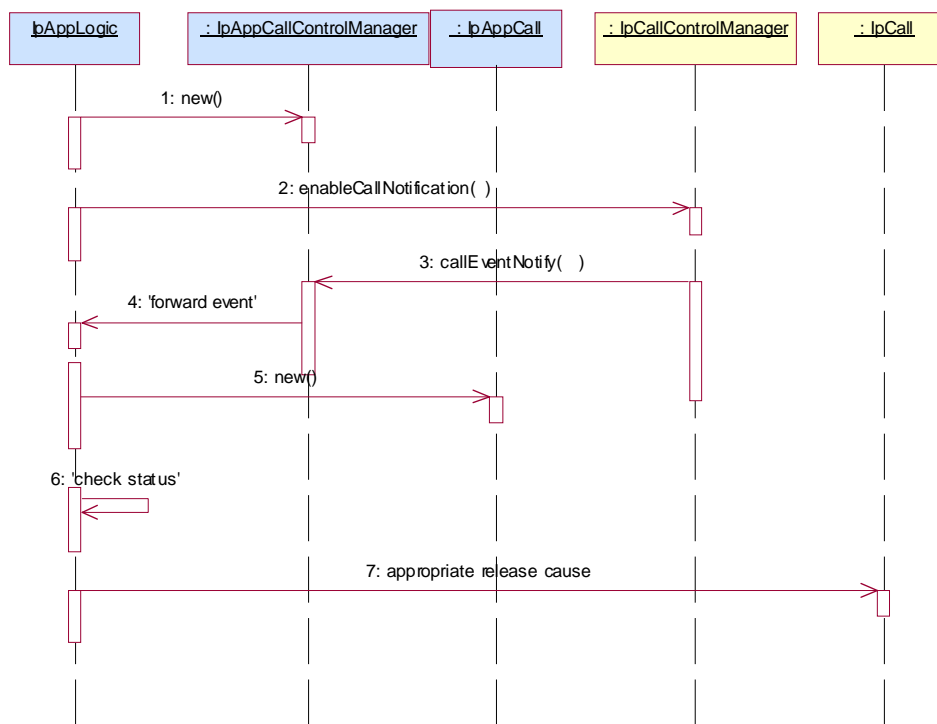 IpAppLogic
: IpAppCallControlManager
: IpAppCall
: IpCallControlManager
: IpCall
1: new()
2: enableCallNotification( )
3: callEventNotify( )
4: 'forward event'
5: new()
6: 'check status'
7: appropriate release cause